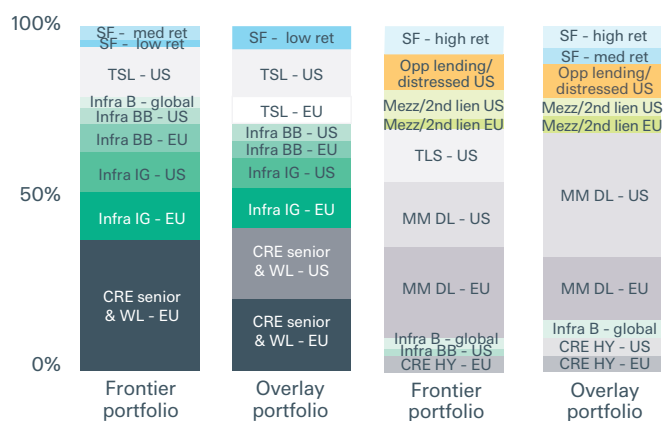 100%
50%
0%
SF - med ret
SF - low ret
TSL - US
Infra B - global
Infra BB - US
Infra BB - EU
Infra IG - US
Infra IG - EU
CRE senior
& WL - EU
Frontier
portfolio
SF - low ret
TSL - US
TSL - EU
Infra BB - US
Infra BB - EU
Infra IG - US
Infra IG - EU
CRE senior
& WL - US
CRE senior
& WL - EU
Overlay
portfolio
SF - high ret
Opp lending/
distressed US
Mezz/2nd lien US
Mezz/2nd lien EU
TLS - US
MM DL - US
MM DL - EU
Infra B - global
Infra BB - US
CRE HY - EU
Frontier
portfolio
SF - high ret
SF - med ret
Opp lending/
distressed US
Mezz/2nd lien US
Mezz/2nd lien EU
MM DL - US
MM DL - EU
Infra B - global
CRE HY - US
CRE HY - EU
Overlay
portfolio